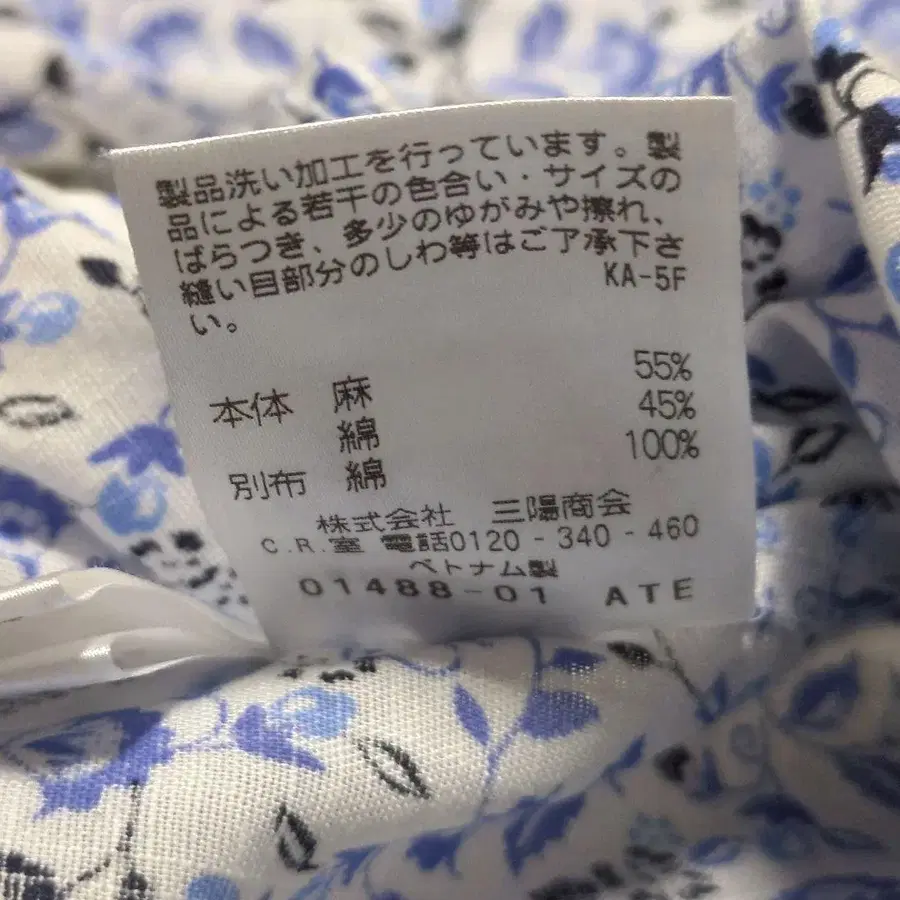 製品洗い加工を行っています。製
品による若干の色合い・サイズの
ばらつき、多少のゆがみや擦れ、
縫い目部分のしわ等はご了承下さ
い。
KA-5F
55%
本体 麻 45%
綿 100%
別布 綿
株式会社 三陽商会
C.R.室 電話0120-340-460
ベトナム製
01488-01 ATE